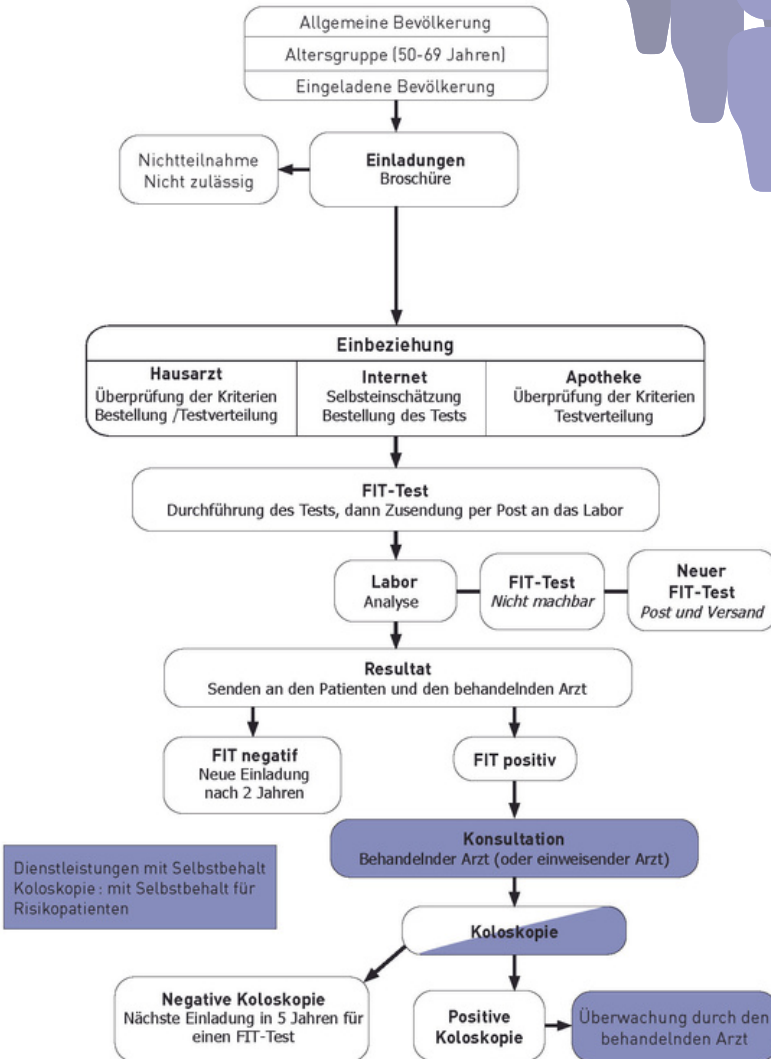 Allgemeine Bevölkerung
Altersgruppe (50-69 Jahren)
Eingeladene Bevölkerung
Nichtteilnahme
Nicht zulässig
Einladungen
Broschüre
Einbeziehung
Hausarzt
Überprüfung der Kriterien
Bestellung /Testverteilung
Internet
Selbsteinschätzung
Bestellung des Tests
Apotheke
Überprüfung der Kriterien
Testverteilung
FIT-Test
Durchführung des Tests, dann Zusendung per Post an das Labor
Labor
Analyse
FIT-Test
Nicht machbar
Neuer
FIT-Test
Post und Versand
Resultat
Senden an den Patienten und den behandelnden Arzt
FIT negatif
Neue Einladung
nach 2 Jahren
FIT positiv
Konsultation
Behandelnder Arzt (oder einweisender Arzt)
Dienstleistungen mit Selbstbehalt
Koloskopie : mit Selbstbehalt für
Risikopatienten
Koloskopie
Negative Koloskopie
Nächste Einladung in 5 Jahren für
einen FIT-Test
Positive
Koloskopie
Überwachung durch den
behandelnden Arzt